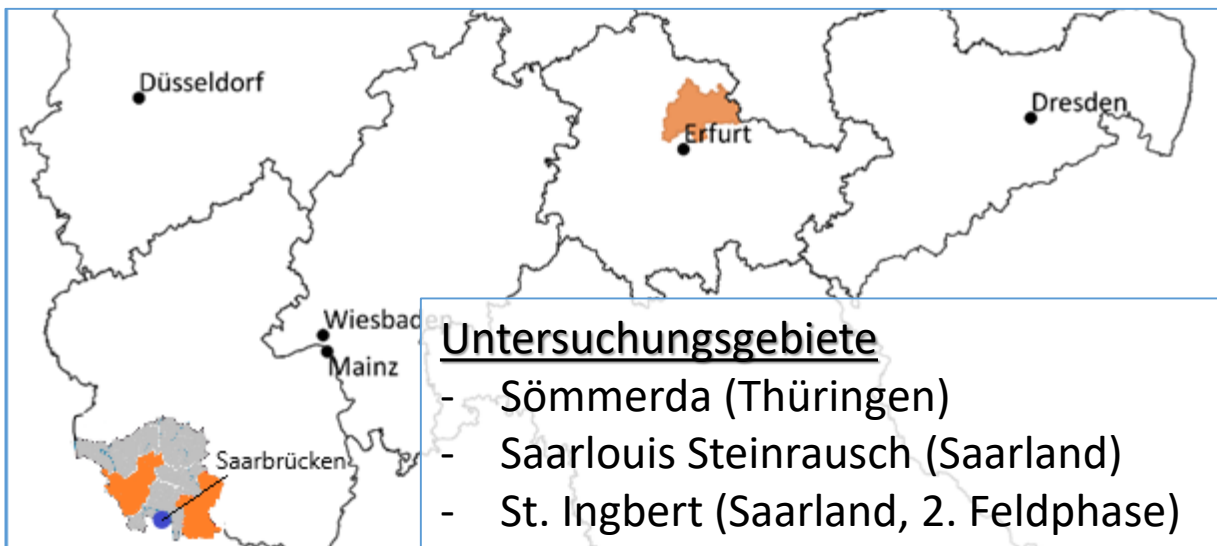 Düsseldorf
Dresden
Erfurt
Wiesbaden
Mainz
Saarbrücken
Untersuchungsgebiete
- Sömmerda (Thüringen)
- Saarlouis Steinrausch (Saarland)
- St. Ingbert (Saarland, 2. Feldphase)